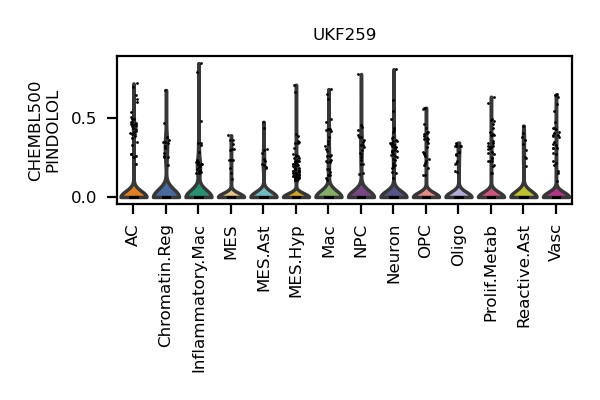 UKF259
CHEMBL500
PINDOLOL
0.5
0.0
AC
Chromatin.Reg
Inflammatory.Mac
MES
MES.Ast
MES.Hyp
Mac
NPC
Neuron
OPC
Oligo
Prolif.Metab
Reactive.Ast
Vasc